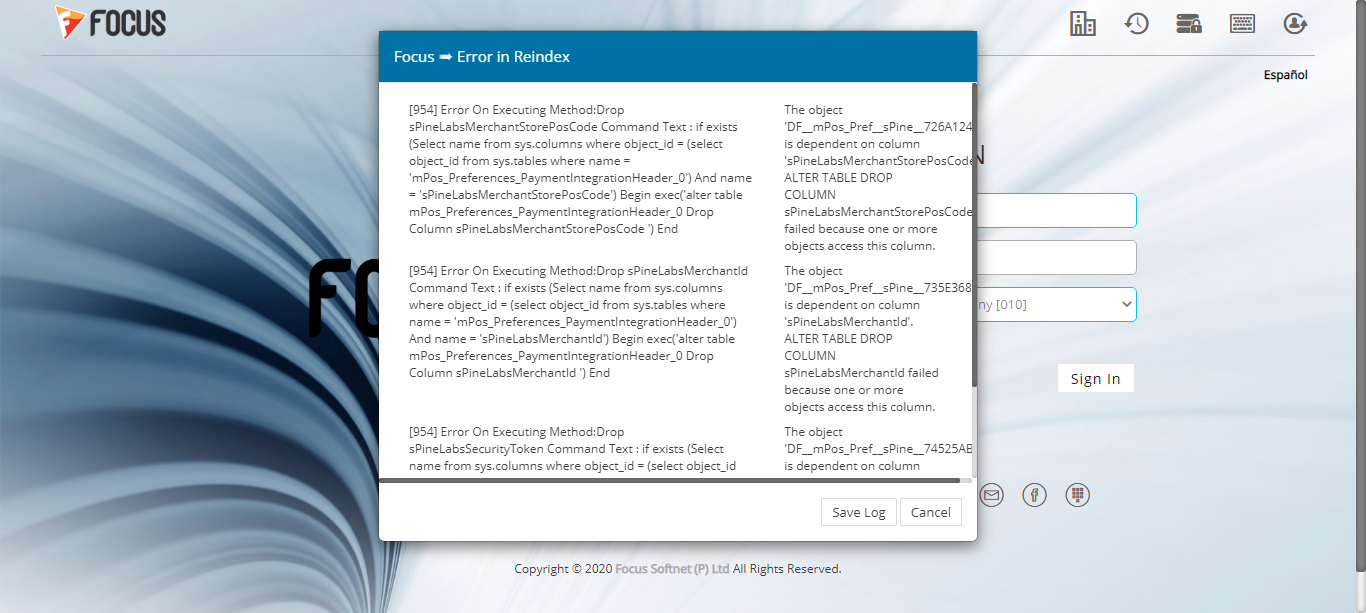 FOCUS
Español
Focus ➡ Error in Reindex
[954] Error On Executing Method:Drop
sPineLabsMerchantStorePosCode Command Text : if exists
(Select name from sys.columns where object_id = (select
object_id from sys.tables where name =
'mPos_Preferences_PaymentIntegrationHeader_0') And name
= 'sPineLabsMerchantStorePosCode') Begin exec('alter table
mPos_Preferences_PaymentIntegrationHeader_0 Drop
Column sPineLabsMerchantStorePosCode ') End
The object
'DF__mPos_Pref__sPine__726A124
is dependent on column
'sPineLabsMerchantStorePosCode
ALTER TABLE DROP
COLUMN
sPineLabsMerchantStorePosCode
failed because one or more
objects access this column.
[954] Error On Executing Method:Drop sPineLabsMerchantId
Command Text : if exists (Select name from sys.columns
where object_id = (select object_id from sys.tables where
name = 'mPos_Preferences_PaymentIntegrationHeader_0')
And name = 'sPineLabsMerchantId') Begin exec('alter table
mPos_Preferences_PaymentIntegrationHeader_0 Drop
Column sPineLabsMerchantId ') End
The object
'DF__mPos_Pref__sPine__735E368
is dependent on column
'sPineLabsMerchantId'.
ALTER TABLE DROP
COLUMN
sPineLabsMerchantId failed
because one or more
objects access this column.
[954] Error On Executing Method:Drop
sPineLabsSecurityToken Command Text : if exists (Select
name from sys.columns where object_id = (select object_id
The object
'DF__mPos_Pref__sPine__74525AB
is dependent on column
Save Log
Cancel
N
ny [010]
Sign In
FO
Copyright © 2020 Focus Softnet (P) Ltd All Rights Reserved.